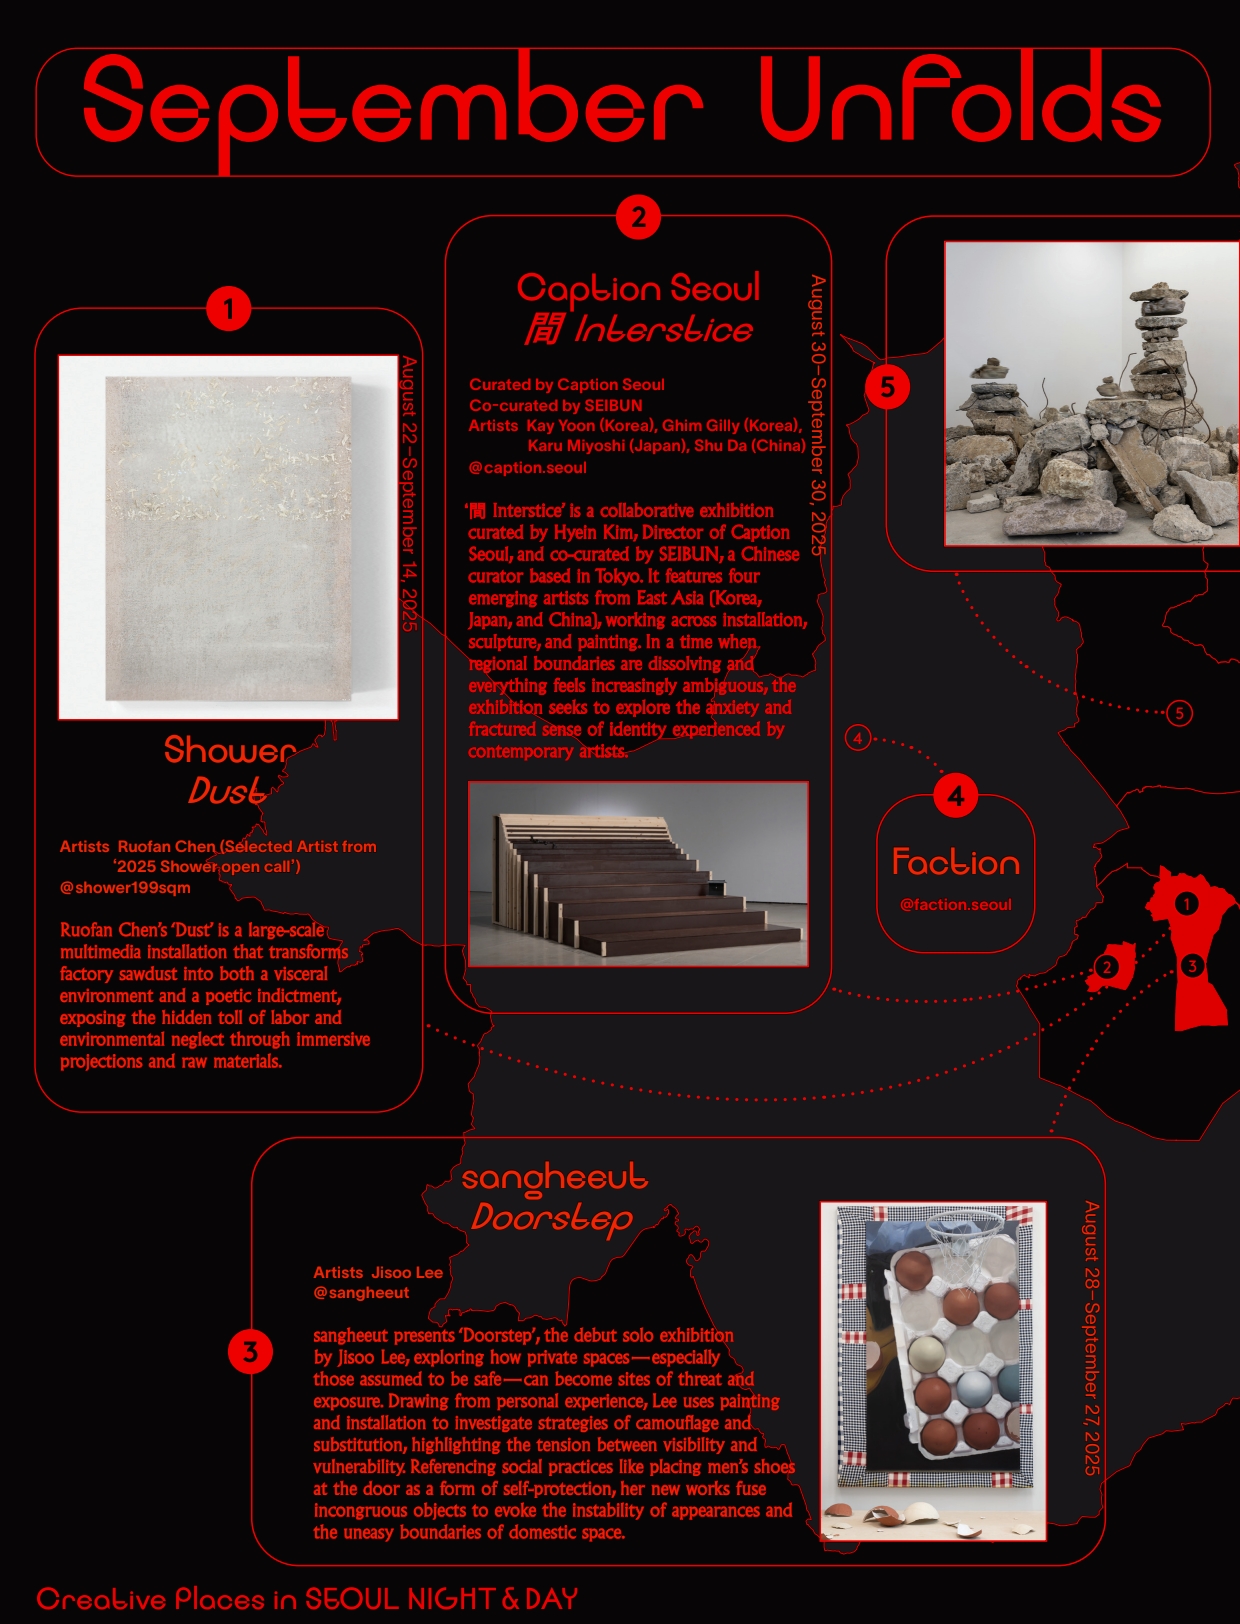 September Unfolds
1
August 22–September 14, 2025
Shower
Dust
Artists Ruofan Chen (Selected Artist from
‘2025 Shower open call’)
@shower199sqm
Ruofan Chen’s ‘Dust’ is a large-scale
multimedia installation that transforms
factory sawdust into both a visceral
environment and a poetic indictment,
exposing the hidden toll of labor and
environmental neglect through immersive
projections and raw materials.
2
Caption Seoul
間 Interstice
August 30–September 30, 2025
Curated by Caption Seoul
Co-curated by SEIBUN
Artists Kay Yoon (Korea), Ghim Gilly (Korea),
Karu Miyoshi (Japan), Shu Da (China)
@caption.seoul
‘間 Interstice’ is a collaborative exhibition
curated by Hyein Kim, Director of Caption
Seoul, and co-curated by SEIBUN, a Chinese
curator based in Tokyo. It features four
emerging artists from East Asia (Korea,
Japan, and China), working across installation,
sculpture, and painting. In a time when
regional boundaries are dissolving and
everything feels increasingly ambiguous, the
exhibition seeks to explore the anxiety and
fractured sense of identity experienced by
contemporary artists.
5
5
4
4
Faction
@faction.seoul
1
2
3
3
sangheeut
Doorstep
Artists Jisoo Lee
@sangheeut
sangheeut presents ‘Doorstep’, the debut solo exhibition
by Jisoo Lee, exploring how private spaces—especially
those assumed to be safe—can become sites of threat and
exposure. Drawing from personal experience, Lee uses painting
and installation to investigate strategies of camouflage and
substitution, highlighting the tension between visibility and
vulnerability. Referencing social practices like placing men’s shoes
at the door as a form of self-protection, her new works fuse
incongruous objects to evoke the instability of appearances and
the uneasy boundaries of domestic space.
August 28–September 27, 2025
Creative Places in SEOUL NIGHT & DAY